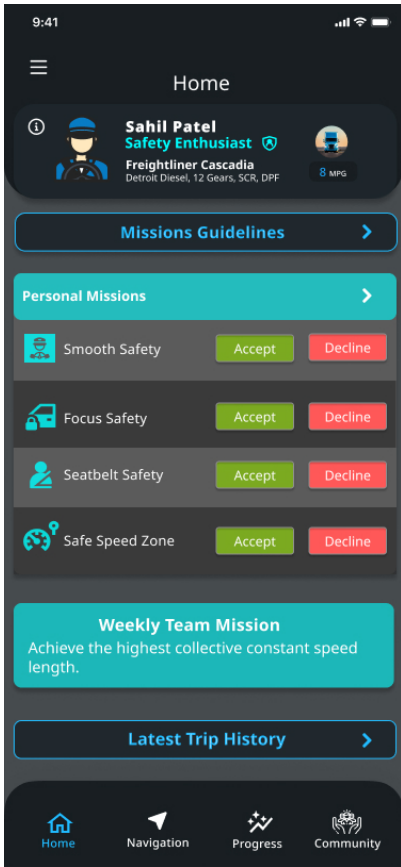 9:41
Home
Sahil Patel
Safety Enthusiast
Freightliner Cascadia
Detroit Diesel, 12 Gears, SCR, DPF
8 MPG
Missions Guidelines
Personal Missions
Smooth Safety Accept Decline
Focus Safety Accept Decline
Seatbelt Safety Accept Decline
Safe Speed Zone Accept Decline
Weekly Team Mission
Achieve the highest collective constant speed
length.
Latest Trip History
Home Navigation Progress Community